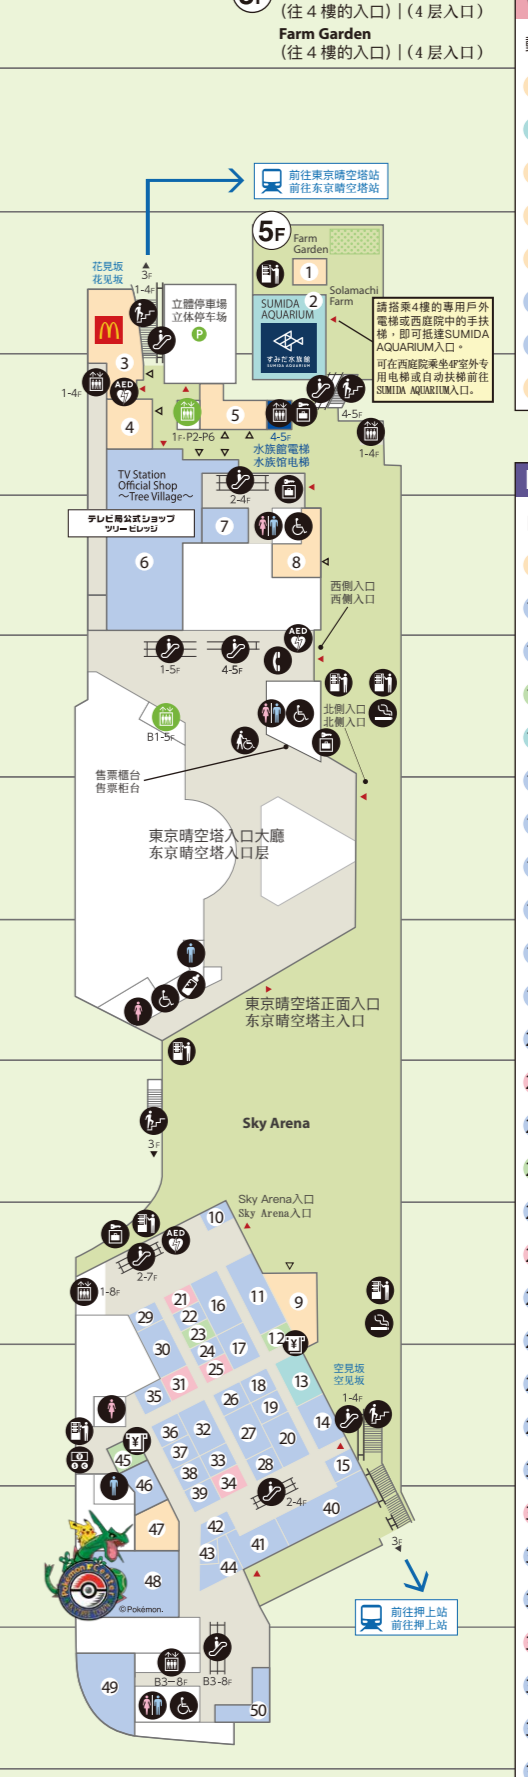 (往４樓的入口) | (４层入口)
Farm Garden
(往４樓的入口) | (４层入口)
前往東京晴空塔站
前往东京晴空塔站
5F
Farm
Garden
1
花見坂
花见坂
3F
1-4F
立體停車場
立体停车场
P
SUMIDA
AQUARIUM
2
Solamachi
Farm
すみだ水族館
SUMIDA AQUARIUM
請搭乘4樓的專用戶外
電梯或西庭院中的手扶
梯，即可抵達SUMIDA
AQUARIUM入口。
可在西庭院乘坐4F室外专
用电梯或自动扶梯前往
SUMIDA AQUARIUM入口。
3
1-4F
AED
4
5
1F·P2-P6
4-5F
水族館電梯
水族馆电梯
4-5F
1-4F
TV Station
Official Shop
～Tree Village～
2-4F
テレビ局公式ショップ
ツリービレッジ
7
6
8
西側入口
西侧入口
AED
1-5F
4-5F
北側入口
北侧入口
B1-5F
售票櫃台
售票柜台
東京晴空塔入口大廳
东京晴空塔入口层
東京晴空塔正面入口
东京晴空塔主入口
Sky Arena
3F
Sky Arena入口
Sky Arena入口
10
AED
2-7F
1-8F
11
9
21
16
29
22
23
12
30
24
17
25
31
18
13
35
26
19
空見坂
空见坂
1-4F
14
36
32
27
20
37
33
28
15
45
38
34
46
39
2-4F
40
47
42
41
43
44
3F
48
Pokémon Center
©Pokémon.
前往押上站
前往押上站
B3-8F
B3-8F
49
50